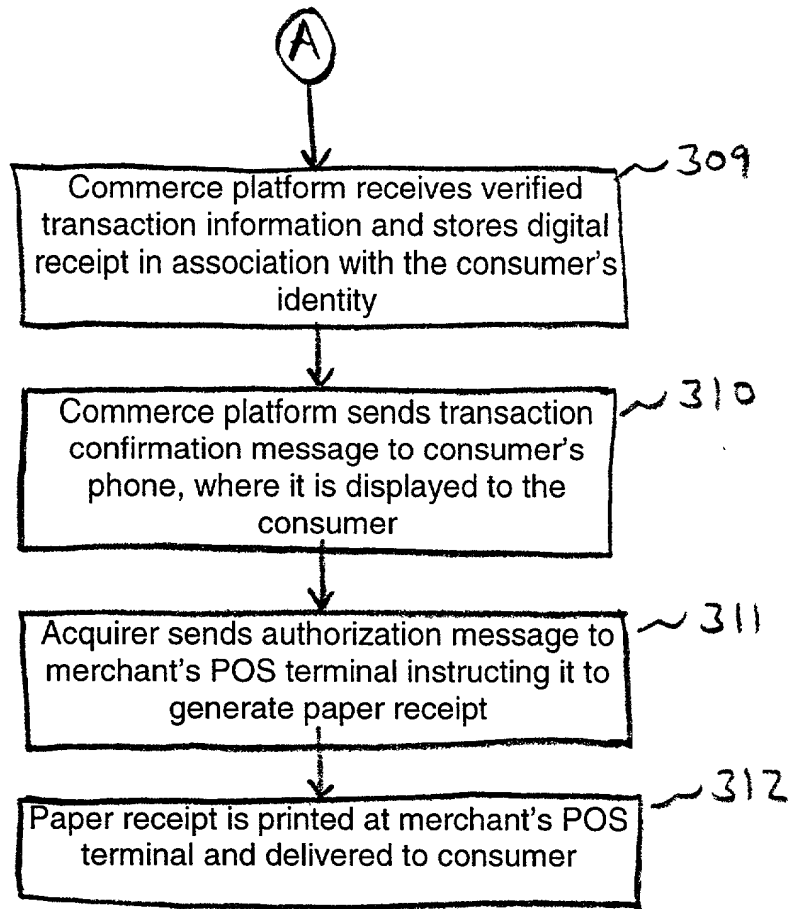 A
309
Commerce platform receives verified
transaction information and stores digital
receipt in association with the consumer's
identity
310
Commerce platform sends transaction
confirmation message to consumer's
phone, where it is displayed to the
consumer
311
Acquirer sends authorization message to
merchant's POS terminal instructing it to
generate paper receipt
312
Paper receipt is printed at merchant's POS
terminal and delivered to consumer